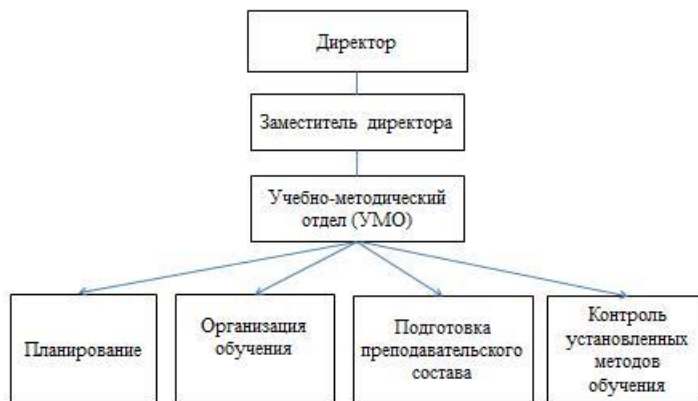 Директор
Заместитель директора
Учебно-методический
отдел (УМО)
Планирование
Организация
обучения
Подготовка
преподавательского
состава
Контроль
установленных
методов
обучения